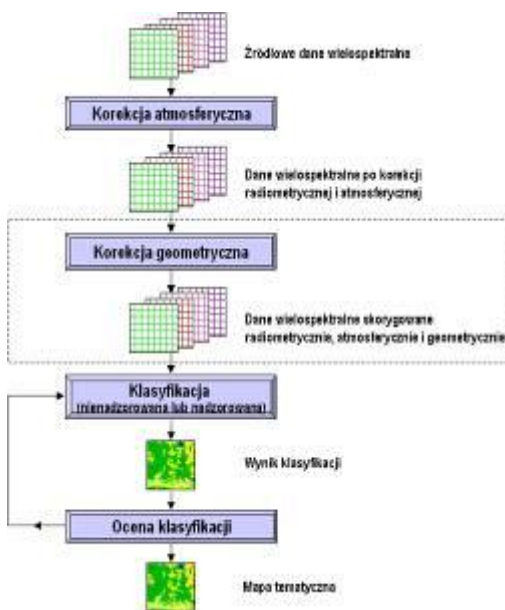 Źródłowe dane wielospektralne
Korekcja atmosferyczna
Dane wielospektralne po korekcji
radiometrycznej i atmosferycznej
Korekcja geometryczna
Dane wielospektralne skorygowane
radiometrycznie, atmosferycznie i geometrycznie
Klasyfikacja
(nienadzorowana lub nadzorowana)
Wynik klasyfikacji
Ocena klasyfikacji
Mapa tematyczna